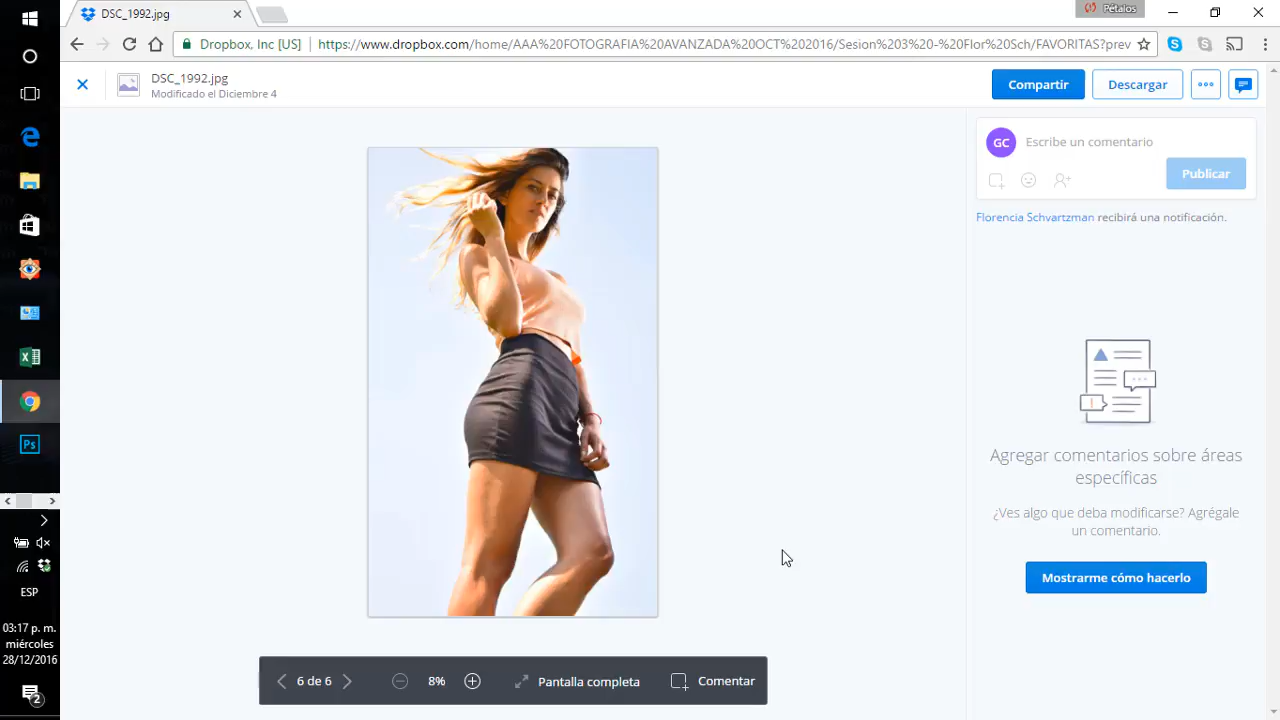 DSC_1992.jpg
Pétalos
Dropbox, Inc [US]
https://www.dropbox.com/home/AAA%20FOTOGRAFIA%20AVANZADA%20OCT%202016/Sesion%203%20-%20Flor%20Sch/FAVORITAS?prev
DSC_1992.jpg
Modificado el Diciembre 4
Compartir
Descargar
GC
Escribe un comentario
Publicar
Florencia Schvartzman recibirá una notificación.
Agregar comentarios sobre áreas
específicas
¿Ves algo que deba modificarse? Agrégale
un comentario.
Mostrarme cómo hacerlo
6 de 6
8%
Pantalla completa
Comentar
Ps
ESP
03:17 p. m.
miércoles
28/12/2016
2